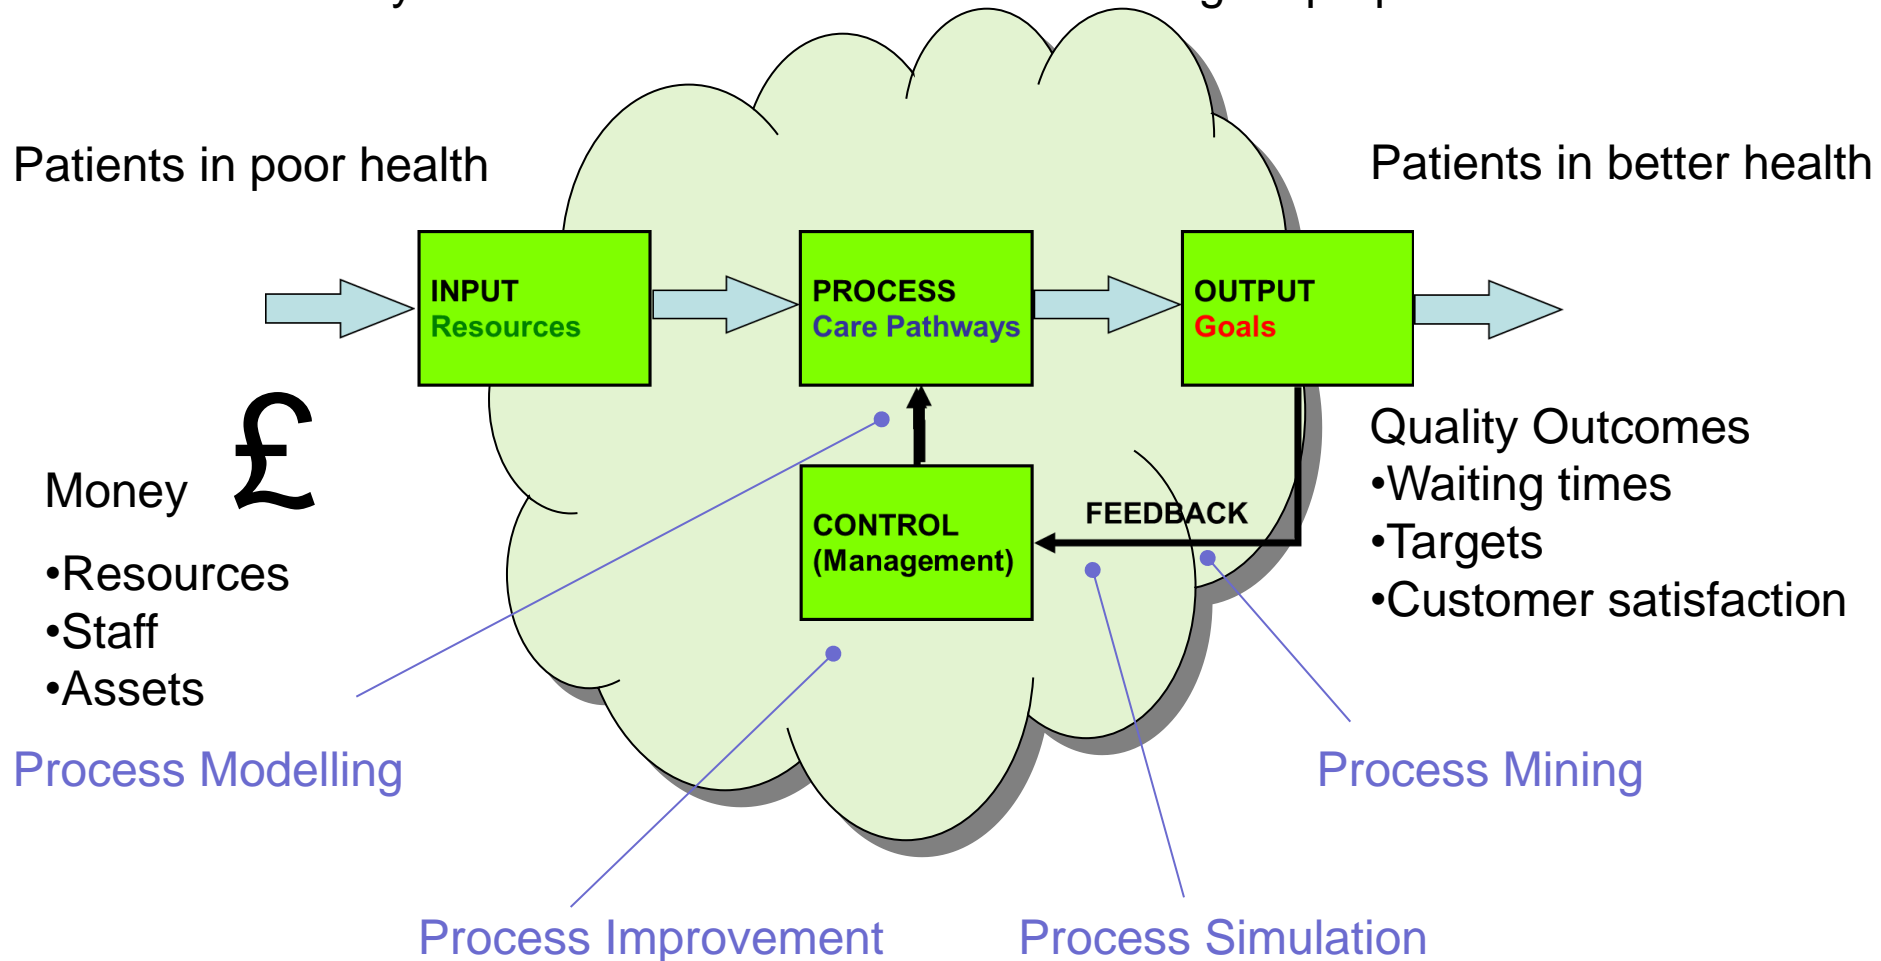 Patients in poor health
Patients in better health
INPUT
Resources
PROCESS
Care Pathways
OUTPUT
Goals
Money £
•Resources
•Staff
•Assets
CONTROL
(Management)
FEEDBACK
Quality Outcomes
•Waiting times
•Targets
•Customer satisfaction
Process Modelling
Process Mining
Process Improvement
Process Simulation